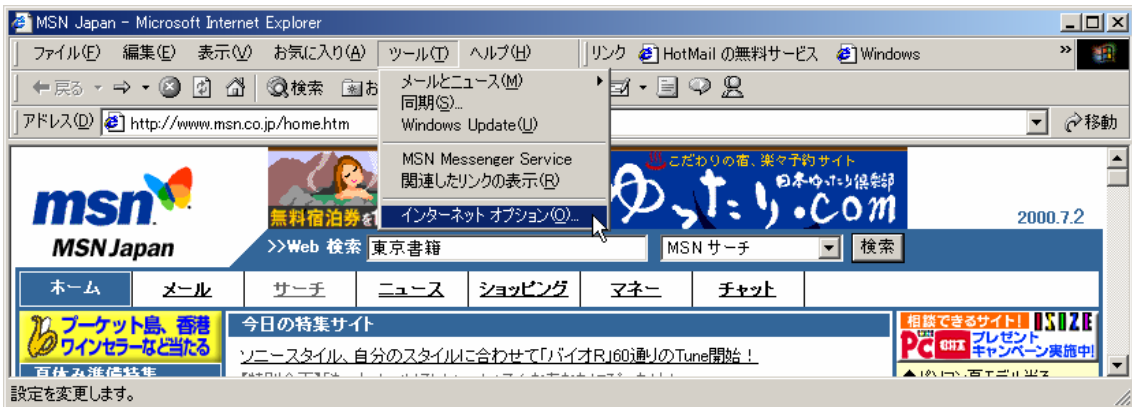 MSN Japan - Microsoft Internet Explorer
ファイル(F) 編集(E) 表示(V) お気に入り(A) ツール(T) ヘルプ(H) リンク HotMail の無料サービス Windows »
戻る 検索 お
メールとニュース(M)
同期(S)...
Windows Update(U)
MSN Messenger Service
関連したリンクの表示(R)
インターネット オプション(O)...
アドレス(D) http://www.msn.co.jp/home.htm 移動
msn
MSN Japan
無料宿泊券
こだわりの宿、楽々予約サイト
日本ゆったり倶楽部
ゆったり.com
2000.7.2
>>Web 検索 東京書籍 MSN サーチ 検索
ホーム メール サーチ ニュース ショッピング マネー チャット
プーケット島、香港
ワインセラーなど当たる
今日の特集サイト
ソニースタイル、自分のスタイルに合わせて「バイオR」60通りのTune開始！
相談できるサイト! ISIZE
PC プレゼント
キャンペーン実施中!
夏休み準備特集
設定を変更します。